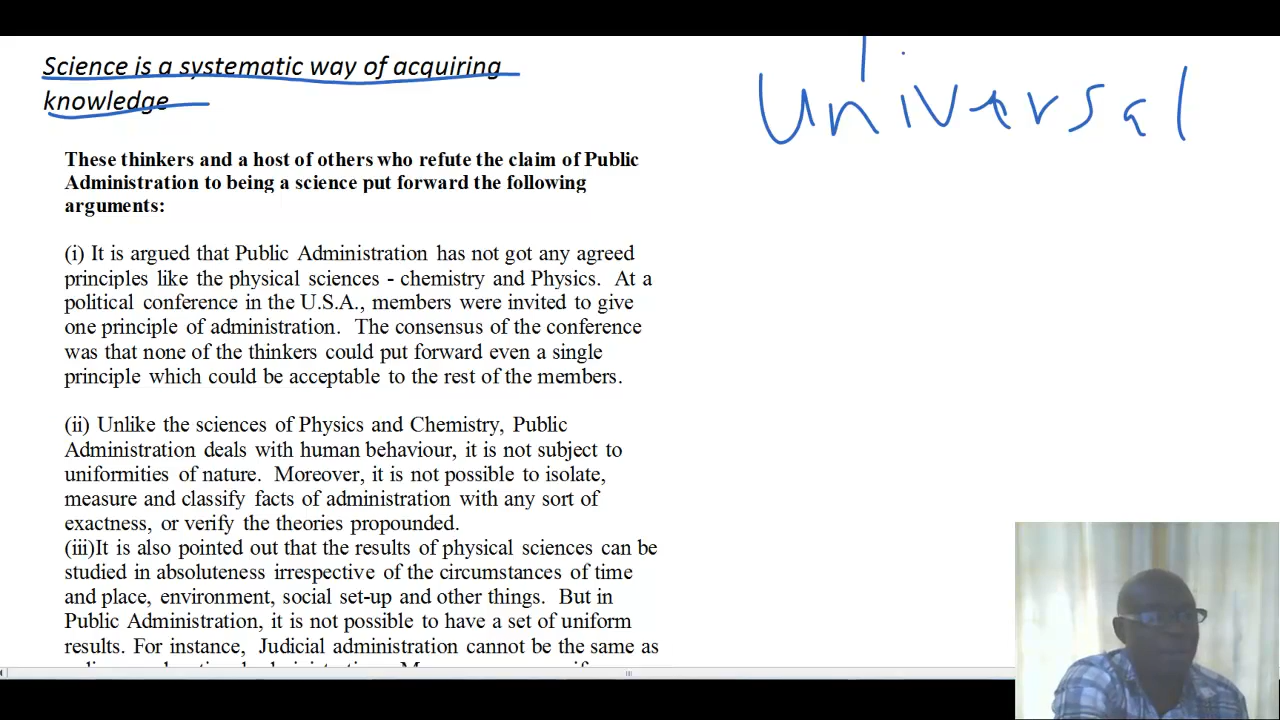 Science is a systematic way of acquiring
knowledge
universal
These thinkers and a host of others who refute the claim of Public
Administration to being a science put forward the following
arguments:
(i) It is argued that Public Administration has not got any agreed
principles like the physical sciences - chemistry and Physics. At a
political conference in the U.S.A., members were invited to give
one principle of administration. The consensus of the conference
was that none of the thinkers could put forward even a single
principle which could be acceptable to the rest of the members.
(ii) Unlike the sciences of Physics and Chemistry, Public
Administration deals with human behaviour, it is not subject to
uniformities of nature. Moreover, it is not possible to isolate,
measure and classify facts of administration with any sort of
exactness, or verify the theories propounded.
(iii)It is also pointed out that the results of physical sciences can be
studied in absoluteness irrespective of the circumstances of time
and place, environment, social set-up and other things. But in
Public Administration, it is not possible to have a set of uniform
results. For instance, Judicial administration cannot be the same as